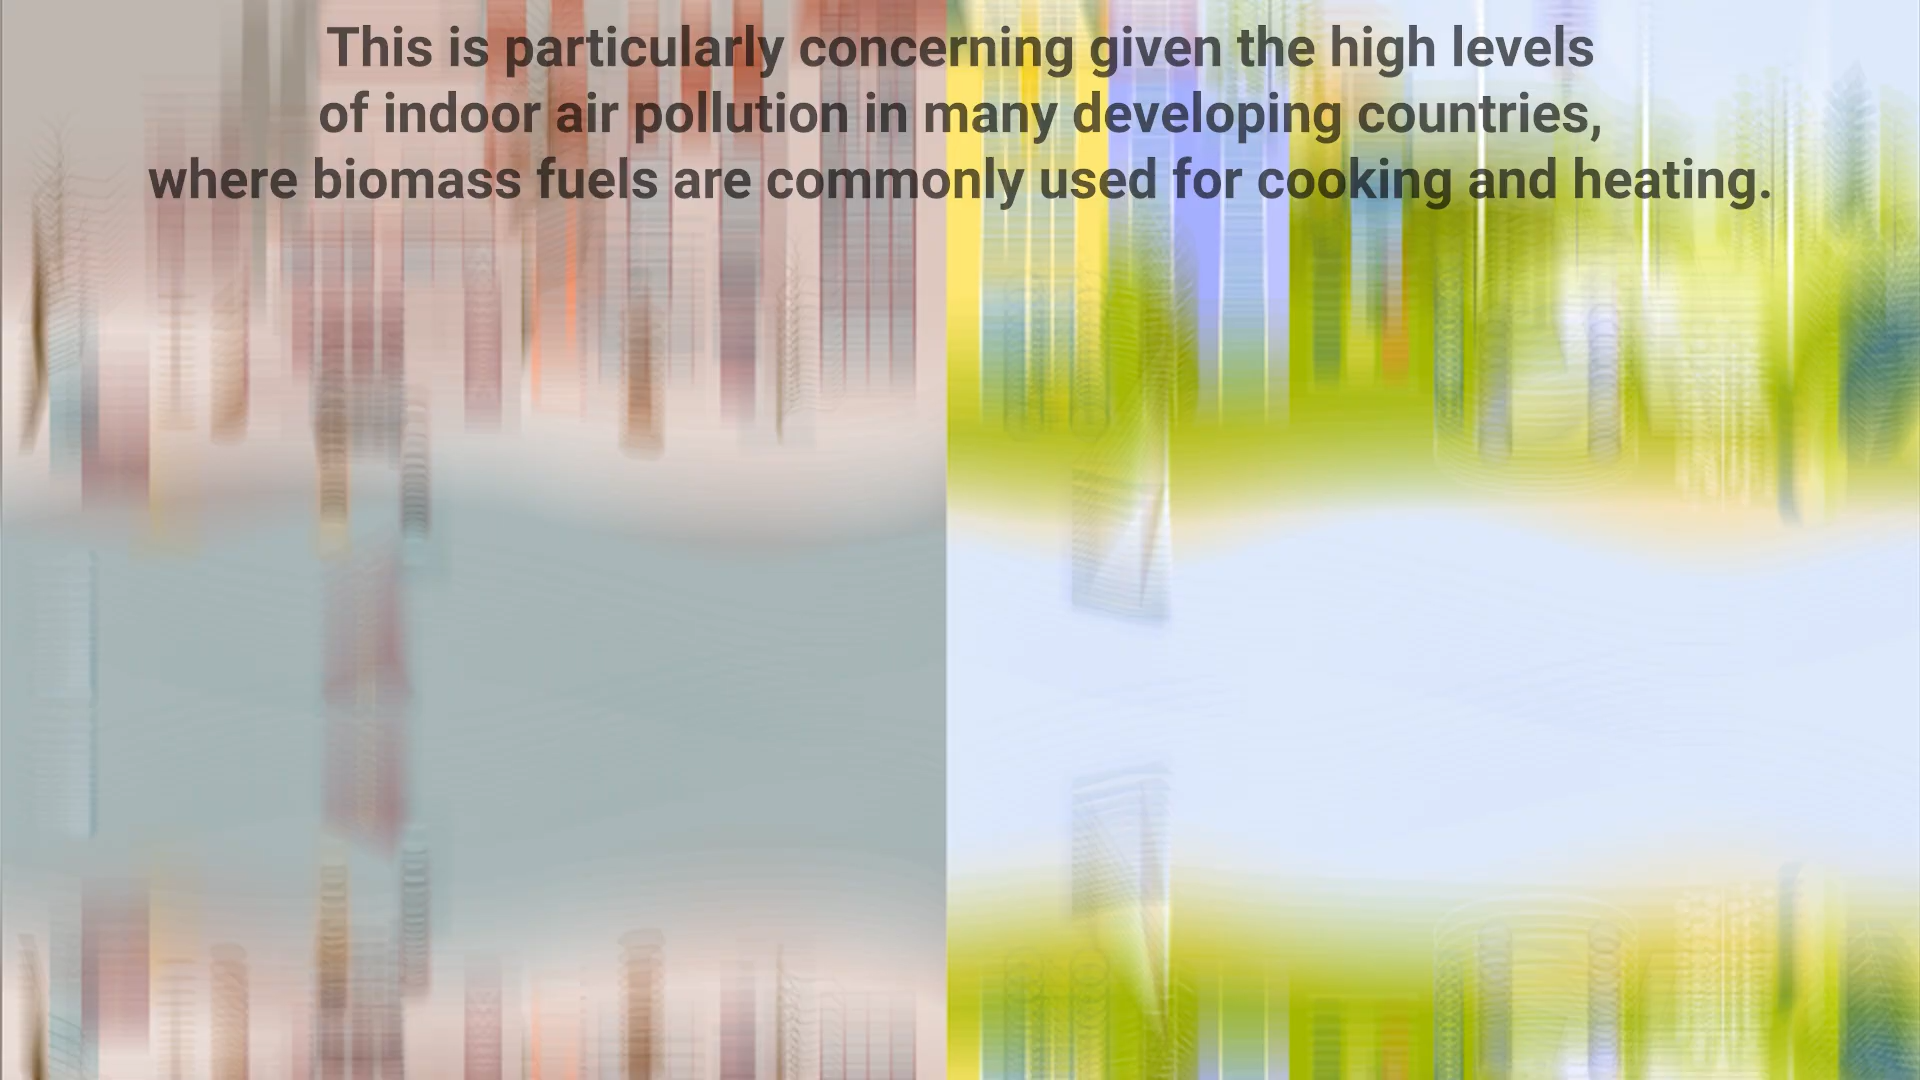 This is particularly concerning given the high levels
of indoor air pollution in many developing countries,
where biomass fuels are commonly used for cooking and heating.